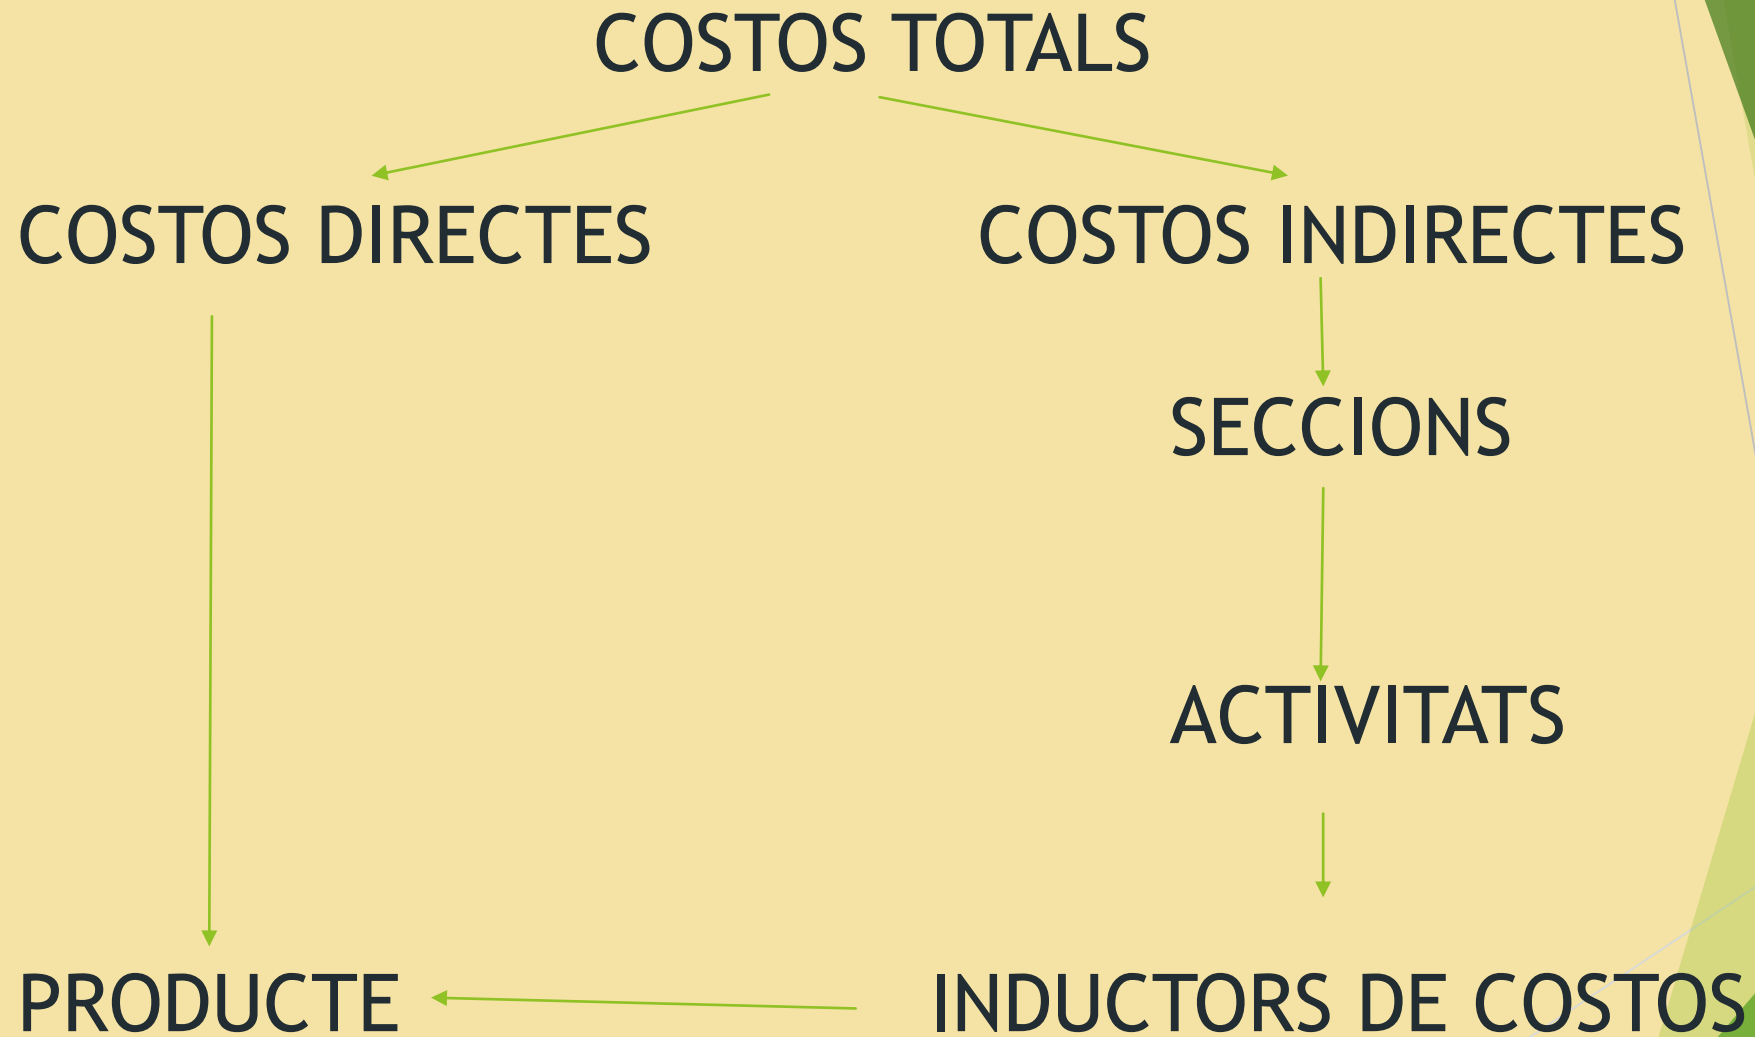 COSTOS TOTALS
COSTOS DIRECTES
COSTOS INDIRECTES
SECCIONS
ACTIVITATS
PRODUCTE
INDUCTORS DE COSTOS